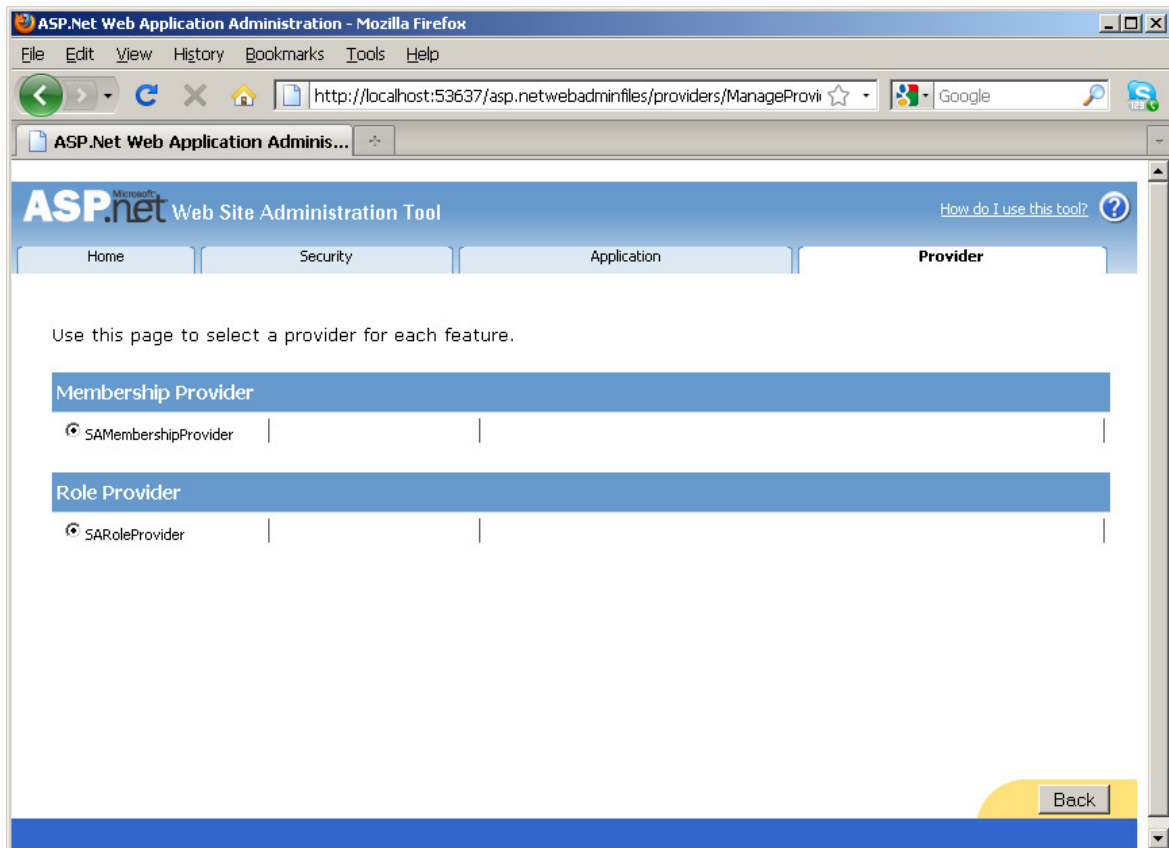 ASP.Net Web Application Administration - Mozilla Firefox
File Edit View History Bookmarks Tools Help
http://localhost:53637/asp.netwebadminfiles/providers/ManageProvi
Google
123
ASP.Net Web Application Adminis...
Microsoft
ASP.net Web Site Administration Tool
How do I use this tool? ?
Home Security Application Provider
Use this page to select a provider for each feature.
Membership Provider
SAMembershipProvider
Role Provider
SARoleProvider
Back